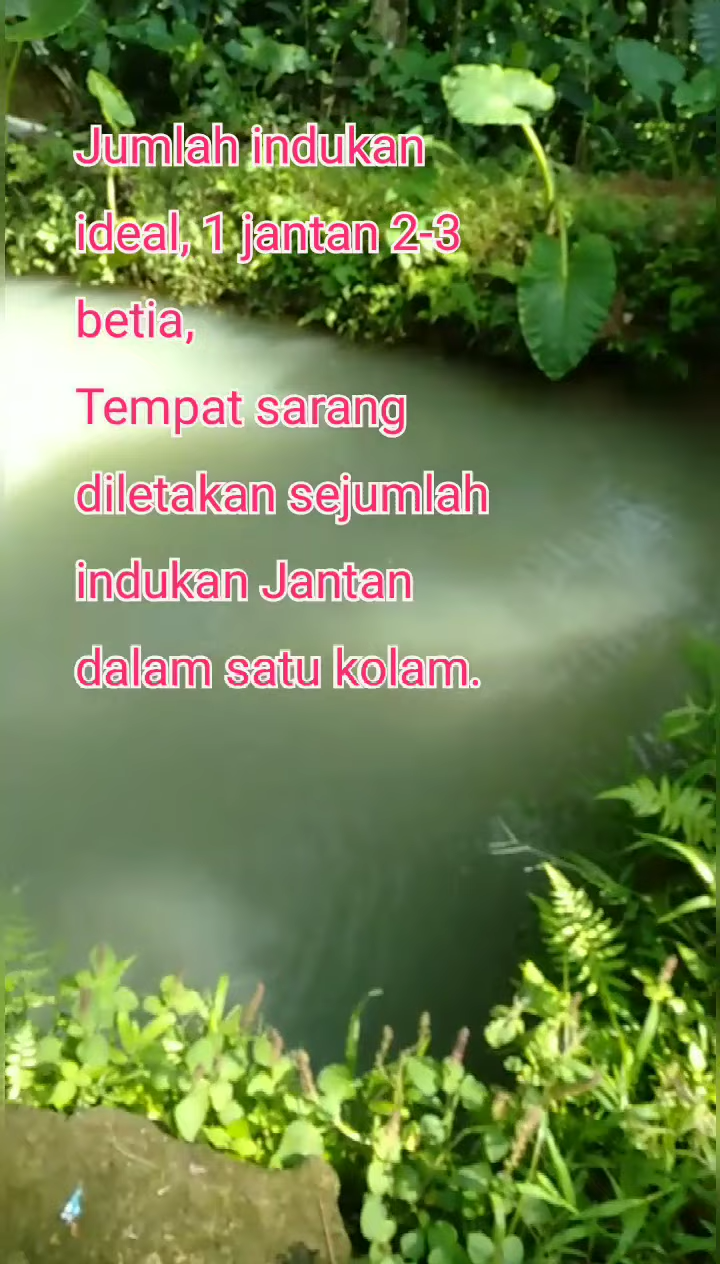 Jumlah indukan
ideal, 1 jantan 2-3
betia,
Tempat sarang
diletakan sejumlah
indukan Jantan
dalam satu kolam.